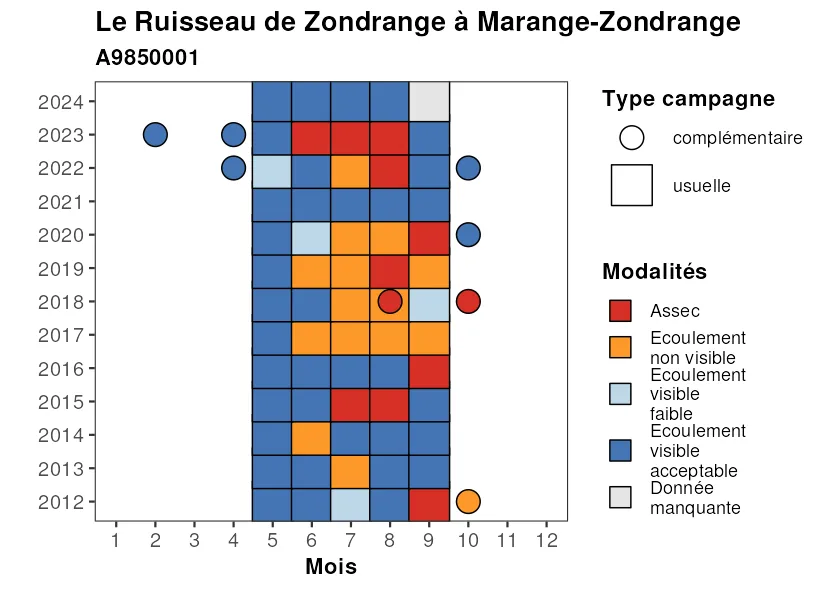 Le Ruisseau de Zondrange à Marange-Zondrange
A9850001
2024
2023
2022
2021
2020
2019
2018
2017
2016
2015
2014
2013
2012
1 2 3 4 5 6 7 8 9 10 11 12
Mois
Type campagne
complémentaire
usuelle
Modalités
Assec
Ecoulement
non visible
Ecoulement
visible
faible
Ecoulement
visible
acceptable
Donnée
manquante